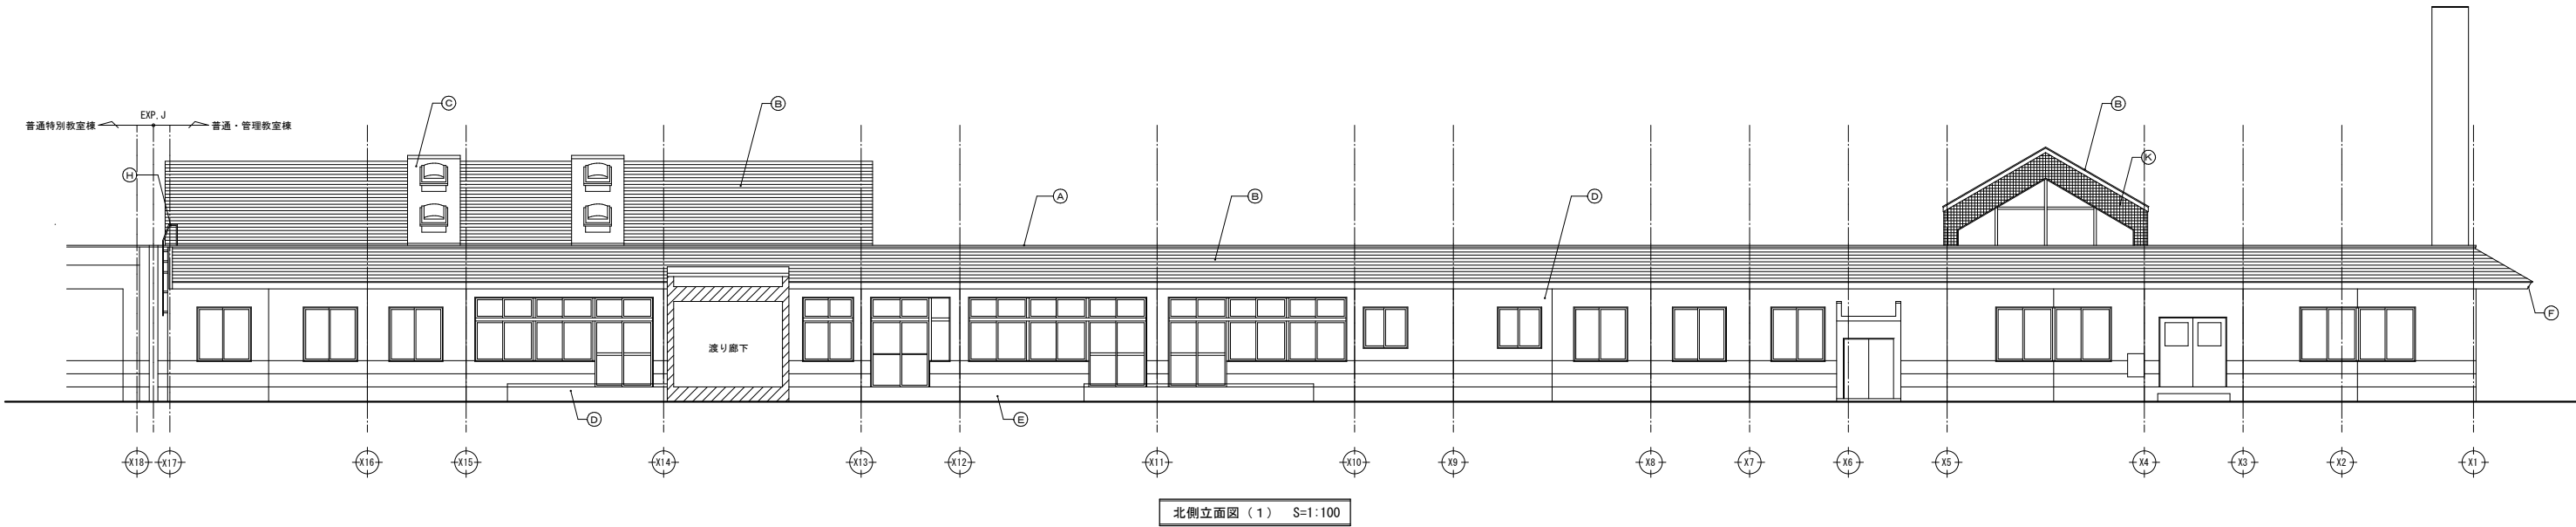 EXP.J
普通特別教室棟
普通・管理教室棟
C
B
B
H
K
A
B
D
F
渡り廊下
D
E
X18
X17
X16
X15
X14
X13
X12
X11
X10
X9
X8
X7
X6
X5
X4
X3
X2
X1
北側立面図（１） S=1:100